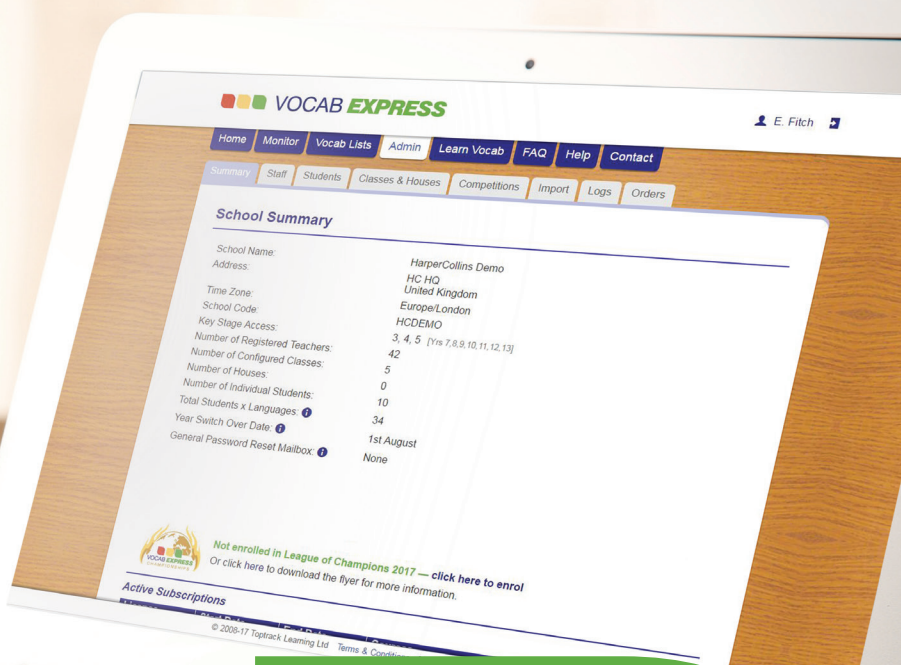 VOCAB EXPRESS
E. Fitch
Home Monitor Vocab Lists Admin Learn Vocab FAQ Help Contact
Summary Staff Students Classes & Houses Competitions Import Logs Orders
School Summary
School Name: HarperCollins Demo
Address: HC HQ
United Kingdom
Time Zone: Europe/London
School Code: HCDEMO
Key Stage Access: 3, 4, 5 [Yrs 7,8,9,10,11,12,13]
Number of Registered Teachers: 42
Number of Configured Classes: 5
Number of Houses: 0
Number of Individual Students: 10
Total Students x Languages: 34
Year Switch Over Date: 1st August
General Password Reset Mailbox: None
VOCAB EXPRESS
CHAMPIONSHIPS
Not enrolled in League of Champions 2017 — click here to enrol
Or click here to download the flyer for more information.
Active Subscriptions
© 2008-17 Toptrack Learning Ltd Terms &